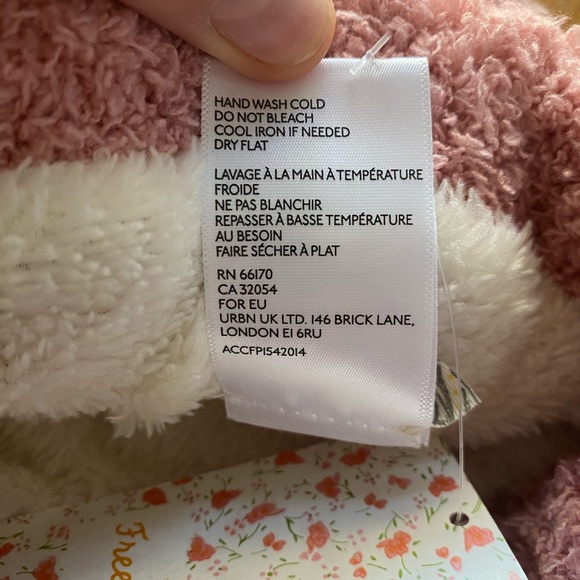 HAND WASH COLD
DO NOT BLEACH
COOL IRON IF NEEDED
DRY FLAT
LAVAGE À LA MAIN À TEMPÉRATURE
FROIDE
NE PAS BLANCHIR
REPASSER À BASSE TEMPÉRATURE
AU BESOIN
FAIRE SÉCHER À PLAT
RN 66170
CA 32054
FOR EU
URBN UK LTD. 146 BRICK LANE,
LONDON E1 6RU
ACCFP1542014
Free